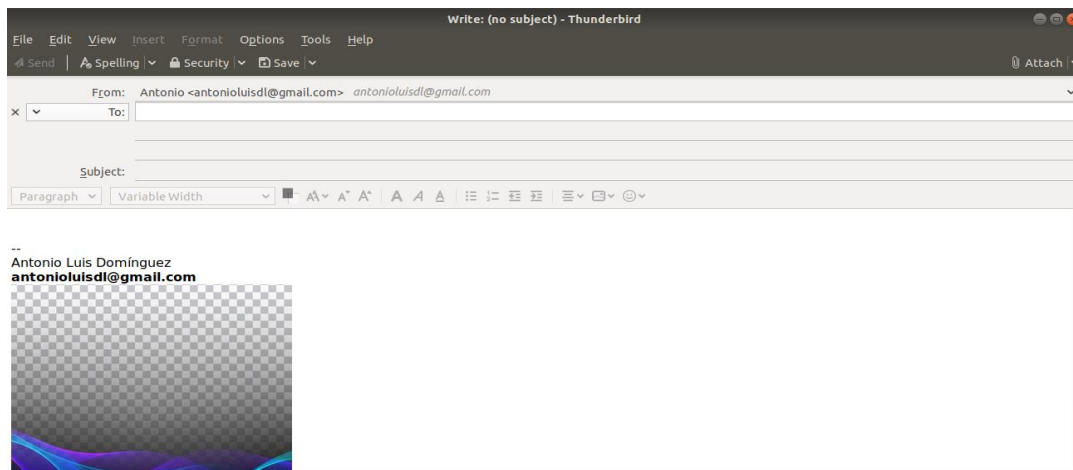 Write: (no subject) - Thunderbird
File Edit View Insert Format Options Tools Help
Send Spelling Security Save Attach
From: Antonio <antonioluisdl@gmail.com> antonioluisdl@gmail.com
To:
Subject:
Paragraph Variable Width
--
Antonio Luis Domínguez
antonioluisdl@gmail.com